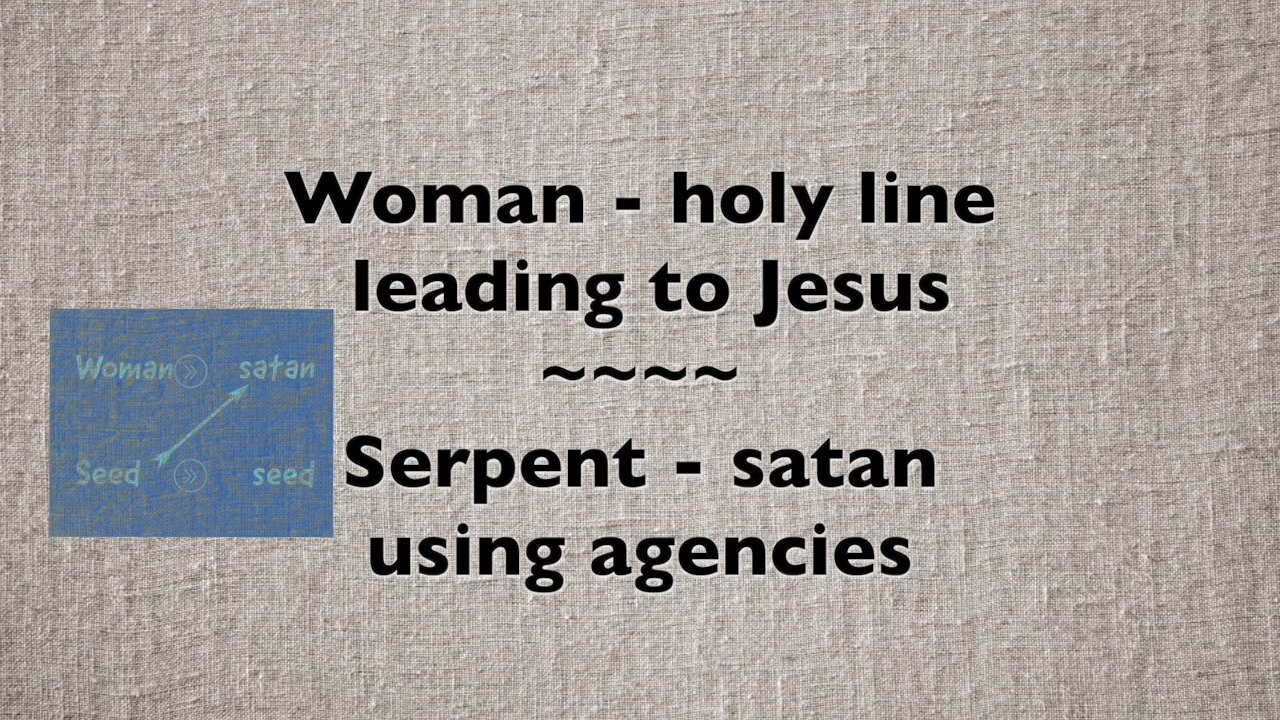 Woman - holy line
leading to Jesus
~~~~
Serpent - satan
using agencies
Woman » satan
Seed » seed